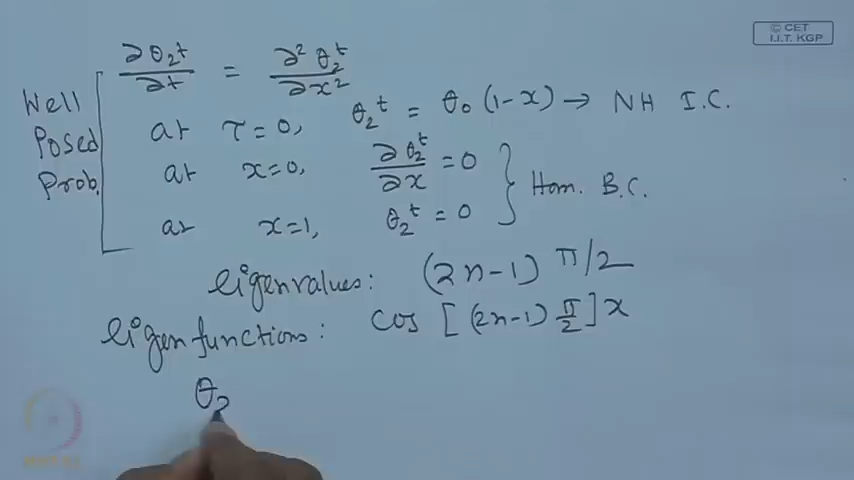 © CET
I.I.T. KGP
∂θ₂ᵗ/∂t = ∂²θ₂ᵗ/∂x²
Well Posed Prob.
at τ=0, θ₂ᵗ = θ₀ (1-x) → NH I.C.
at x=0, ∂θ₂ᵗ/∂x = 0
at x=1, θ₂ᵗ = 0
} Hom. B.C.
Eigenvalues: (2n-1) π/2
Eigenfunctions: cos [(2n-1) π/2] x
θ₂